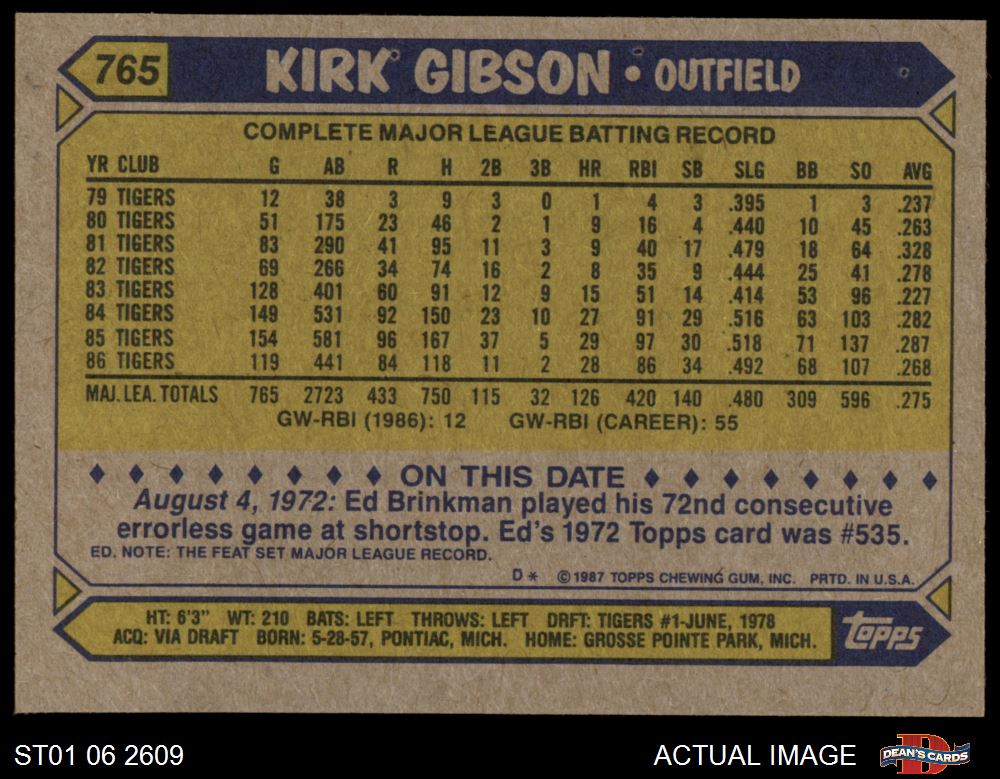 765 KIRK GIBSON • OUTFIELD
COMPLETE MAJOR LEAGUE BATTING RECORD
YR CLUB G AB R H 2B 3B HR RBI SB SLG BB SO AVG
79 TIGERS 12 38 3 9 3 0 1 4 3 .395 1 3 .237
80 TIGERS 51 175 23 46 2 1 9 16 4 .440 10 45 .263
81 TIGERS 83 290 41 95 11 3 9 40 17 .479 18 64 .328
82 TIGERS 69 266 34 74 16 2 8 35 9 .444 25 41 .278
83 TIGERS 128 401 60 91 12 9 15 51 14 .414 53 96 .227
84 TIGERS 149 531 92 150 23 10 27 91 29 .516 63 103 .282
85 TIGERS 154 581 96 167 37 5 29 97 30 .518 71 137 .287
86 TIGERS 119 441 84 118 11 2 28 86 34 .492 68 107 .268
MAJ. LEA. TOTALS 765 2723 433 750 115 32 126 420 140 .480 309 596 .275
GW-RBI (1986): 12 GW-RBI (CAREER): 55
ON THIS DATE
August 4, 1972: Ed Brinkman played his 72nd consecutive
errorless game at shortstop. Ed's 1972 Topps card was #535.
ED. NOTE: THE FEAT SET MAJOR LEAGUE RECORD.
D* ©1987 TOPPS CHEWING GUM, INC. PRTD. IN U.S.A.
HT: 6'3" WT: 210 BATS: LEFT THROWS: LEFT DRFT: TIGERS #1-JUNE, 1978
ACQ: VIA DRAFT BORN: 5-28-57, PONTIAC, MICH. HOME: GROSSE POINTE PARK, MICH.
topps
ST01 06 2609
ACTUAL IMAGE
DEAN'S CARDS